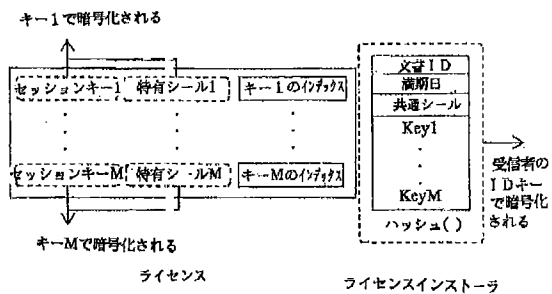 キー1で暗号化される
セッションキー1 特有シール1 キー1のインデックス
セッションキーM 特有シールM キーMのインデックス
キーMで暗号化される
ライセンス
文書ID
満期日
共通シール
Key1
KeyM
ハッシュ()
受信者の
IDキー
で暗号化
される
ライセンスインストーラ